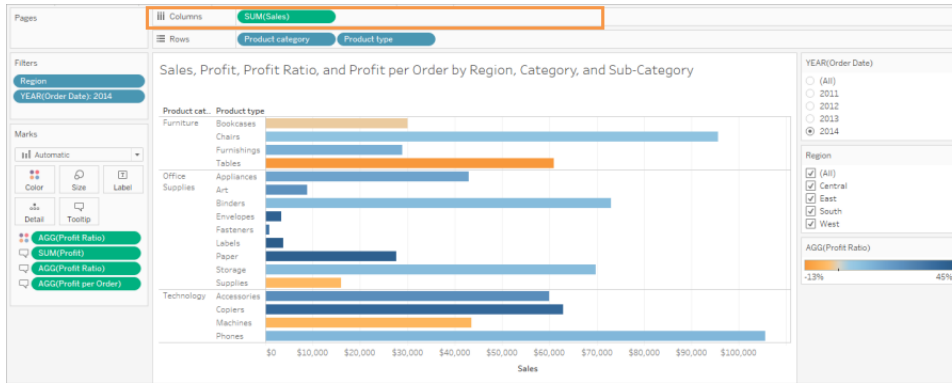 Pages
Columns SUM(Sales)
Rows Product category Product type
Filters
Region
YEAR(Order Date): 2014
Marks
Automatic
Color Size Label
Detail Tooltip
AGG(Profit Ratio)
SUM(Profit)
AGG(Profit Ratio)
AGG(Profit per Order)
Sales, Profit, Profit Ratio, and Profit per Order by Region, Category, and Sub-Category
Product cat.. Product type
Furniture Bookcases
Chairs
Furnishings
Tables
Office Supplies Appliances
Art
Binders
Envelopes
Fasteners
Labels
Paper
Storage
Supplies
Technology Accessories
Copiers
Machines
Phones
$0 $10,000 $20,000 $30,000 $40,000 $50,000 $60,000 $70,000 $80,000 $90,000 $100,000
Sales
YEAR(Order Date)
(All)
2011
2012
2013
2014
Region
(All)
Central
East
South
West
AGG(Profit Ratio)
-13% 45%